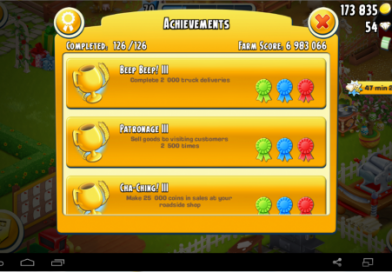 ACHIEVEMENTS
173 835
COMPLETED: 126/126
FARM SCORE: 6 983 066
54
BEEP BEEP! III
Complete 2 000 truck deliveries
47 min
PATRONAGE III
Sell goods to visiting customers
2 500 times
CHA-CHING! III
Make 25 000 coins in sales at your
roadside shop